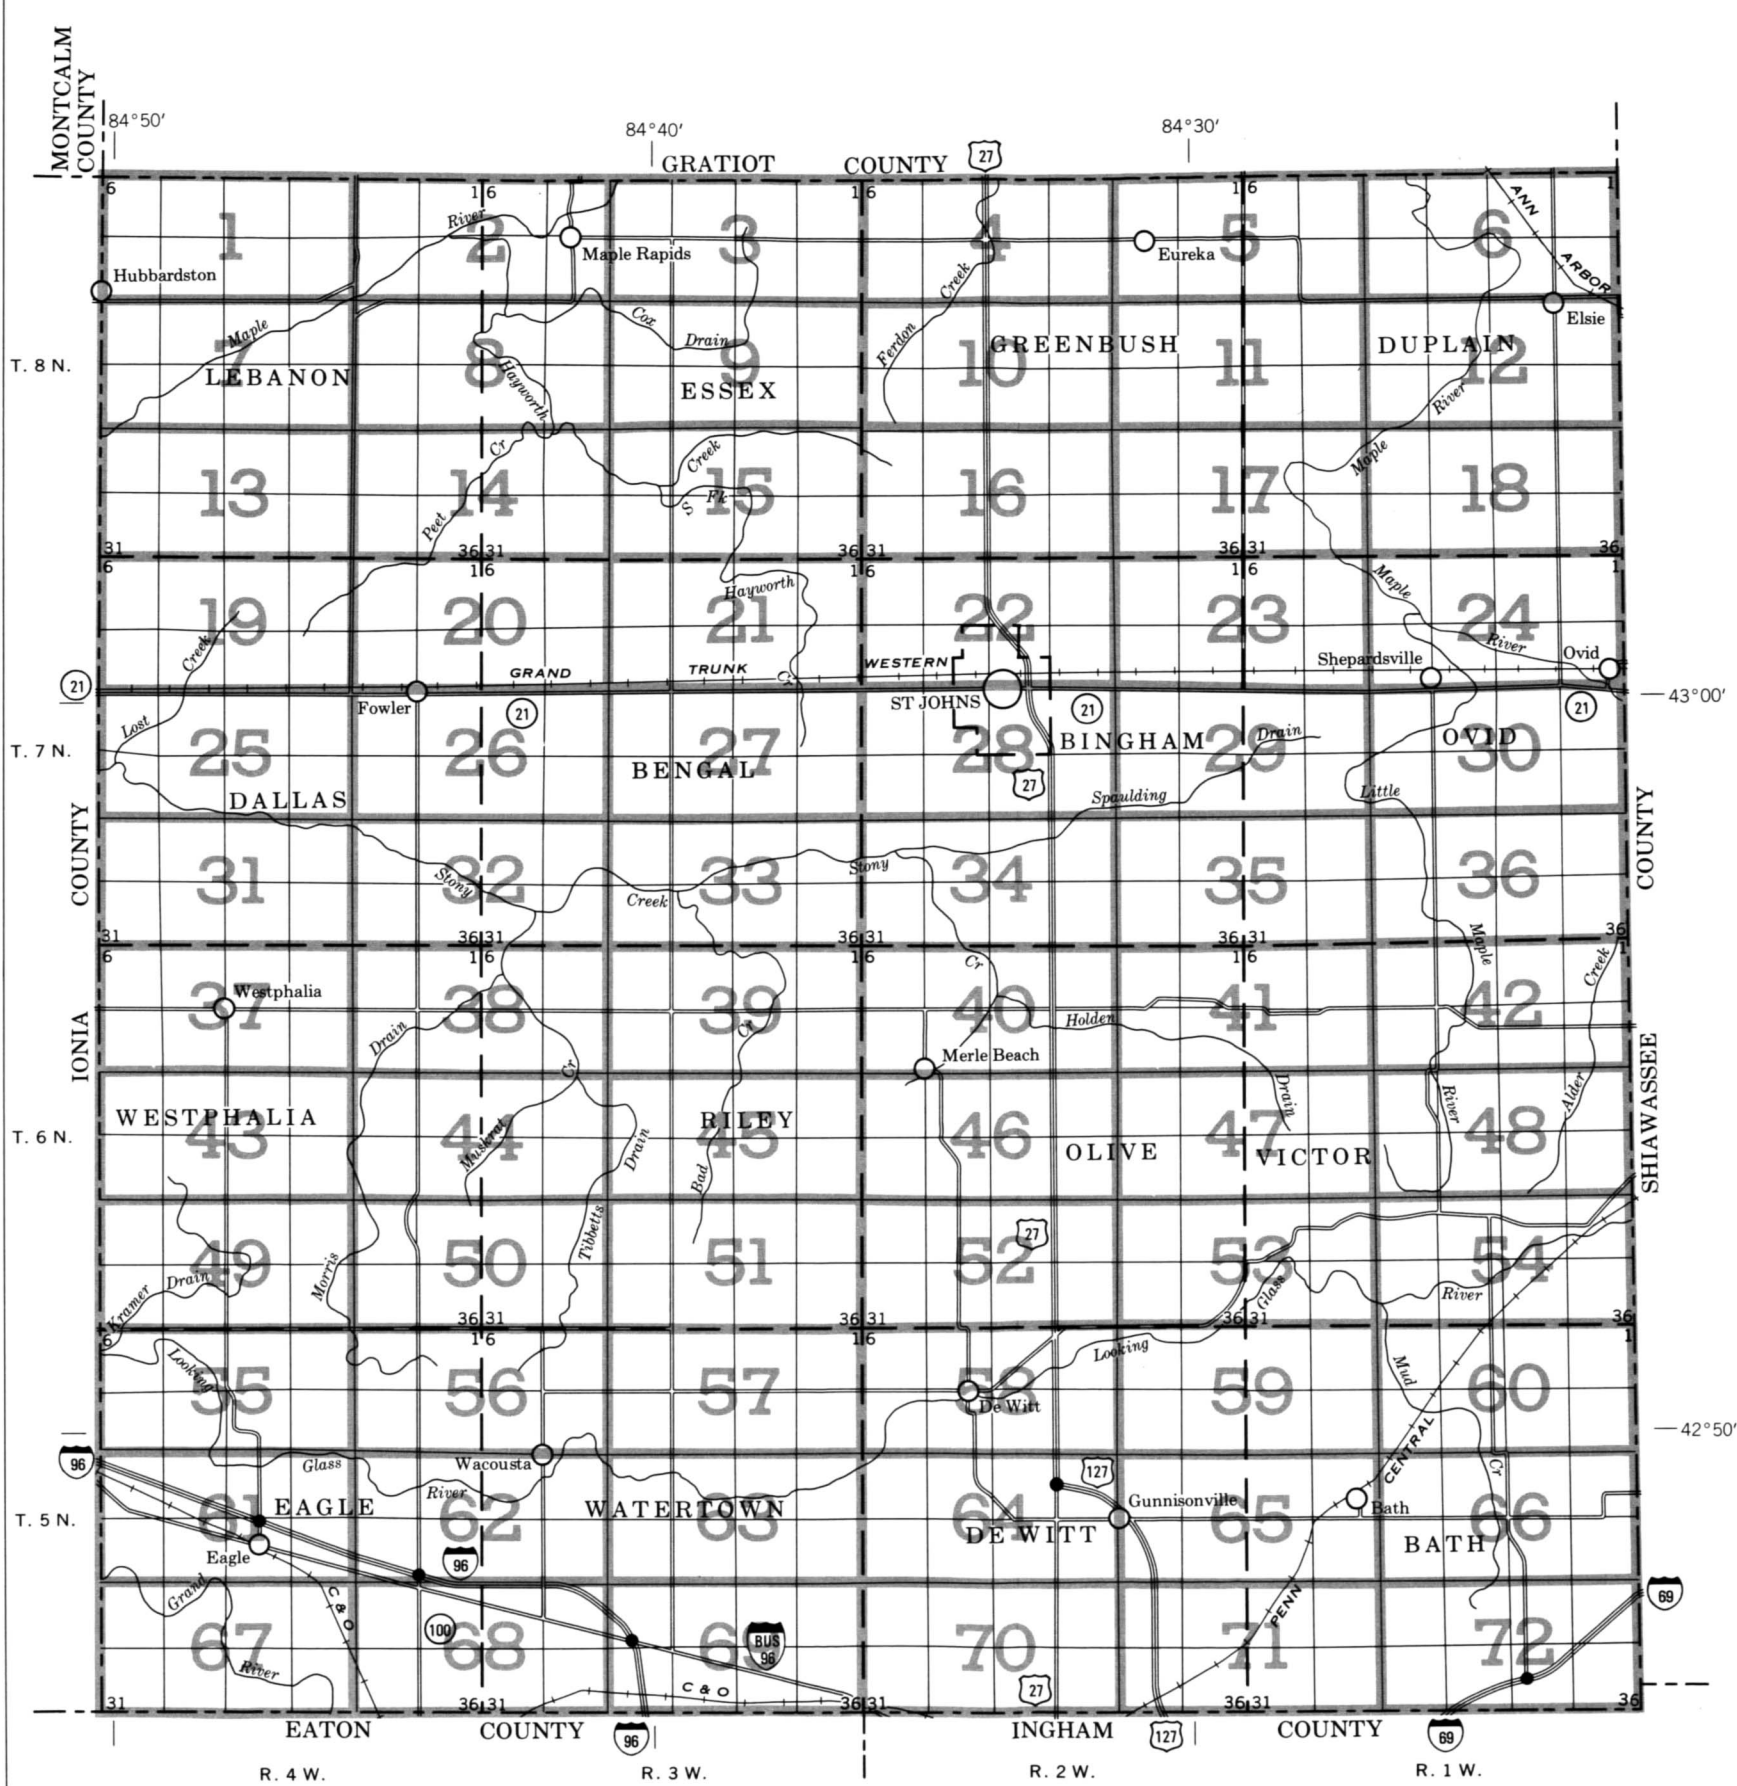 MONTCALM
COUNTY
84°50′
84°40′
84°30′
GRATIOT COUNTY
27
6 1 6 1 6 1 6 1
1 2 3 4 5 6
River
ANN
ARBOR
Maple Rapids
Eureka
Hubbardston
Creek
Elsie
Cox
Drain
Maple
Ferdon
T. 8 N.
7 8 9 10 11 12
GREENBUSH
DUPLAIN
LEBANON
Hayworth
ESSEX
River
Cr
Creek
Maple
13 14 15 16 17 18
S Fk
Peet
31 36 31 36 31 36 31 36
6 1 6 1 6 1 6 1
Hayworth
Maple
19 20 21 22 23 24
Creek
River
Ovid
Shepardsville
GRAND TRUNK WESTERN
Cr
21
Fowler
21
ST JOHNS
21
21
43°00′
Lost
T. 7 N.
25 26 27 28 29 30
Drain
BINGHAM
OVID
BENGAL
27
Spaulding
Little
DALLAS
COUNTY
COUNTY
31 32 33 34 35 36
Stony
Stony
Creek
31 36 31 36 31 36 31 36
6 1 6 1 6 1 6 1
Maple
Creek
Cr
Westphalia
37 38 39 40 41 42
Drain
Cr
Holden
IONIA
Merle Beach
Cr
Drain
River
Alder
SHIAWASSEE
WESTPHALIA
RILEY
T. 6 N.
43 44 45 46 47 48
Muskrat
Drain
OLIVE
VICTOR
Bad
27
Tibbetts
49 50 51 52 53 54
Morris
Drain
Kramer
Glass
River
31 36 31 36 31 36
6 1 6 1 6 1
Looking
Looking
Mud
55 56 57 58 59 60
De Witt
42°50′
96
Glass
Wacousta
CENTRAL
Cr
127
River
Gunnisonville
Bath
EAGLE
WATERTOWN
T. 5 N.
61 62 63 64 65 66
DE WITT
BATH
Eagle
96
Grand
C & O
PENN
69
100
BUS
96
67 68 69 70 71 72
River
C & O
27
31 36 31 36 31 36 31 36
EATON COUNTY
96
INGHAM COUNTY
127
69
R. 4 W.
R. 3 W.
R. 2 W.
R. 1 W.